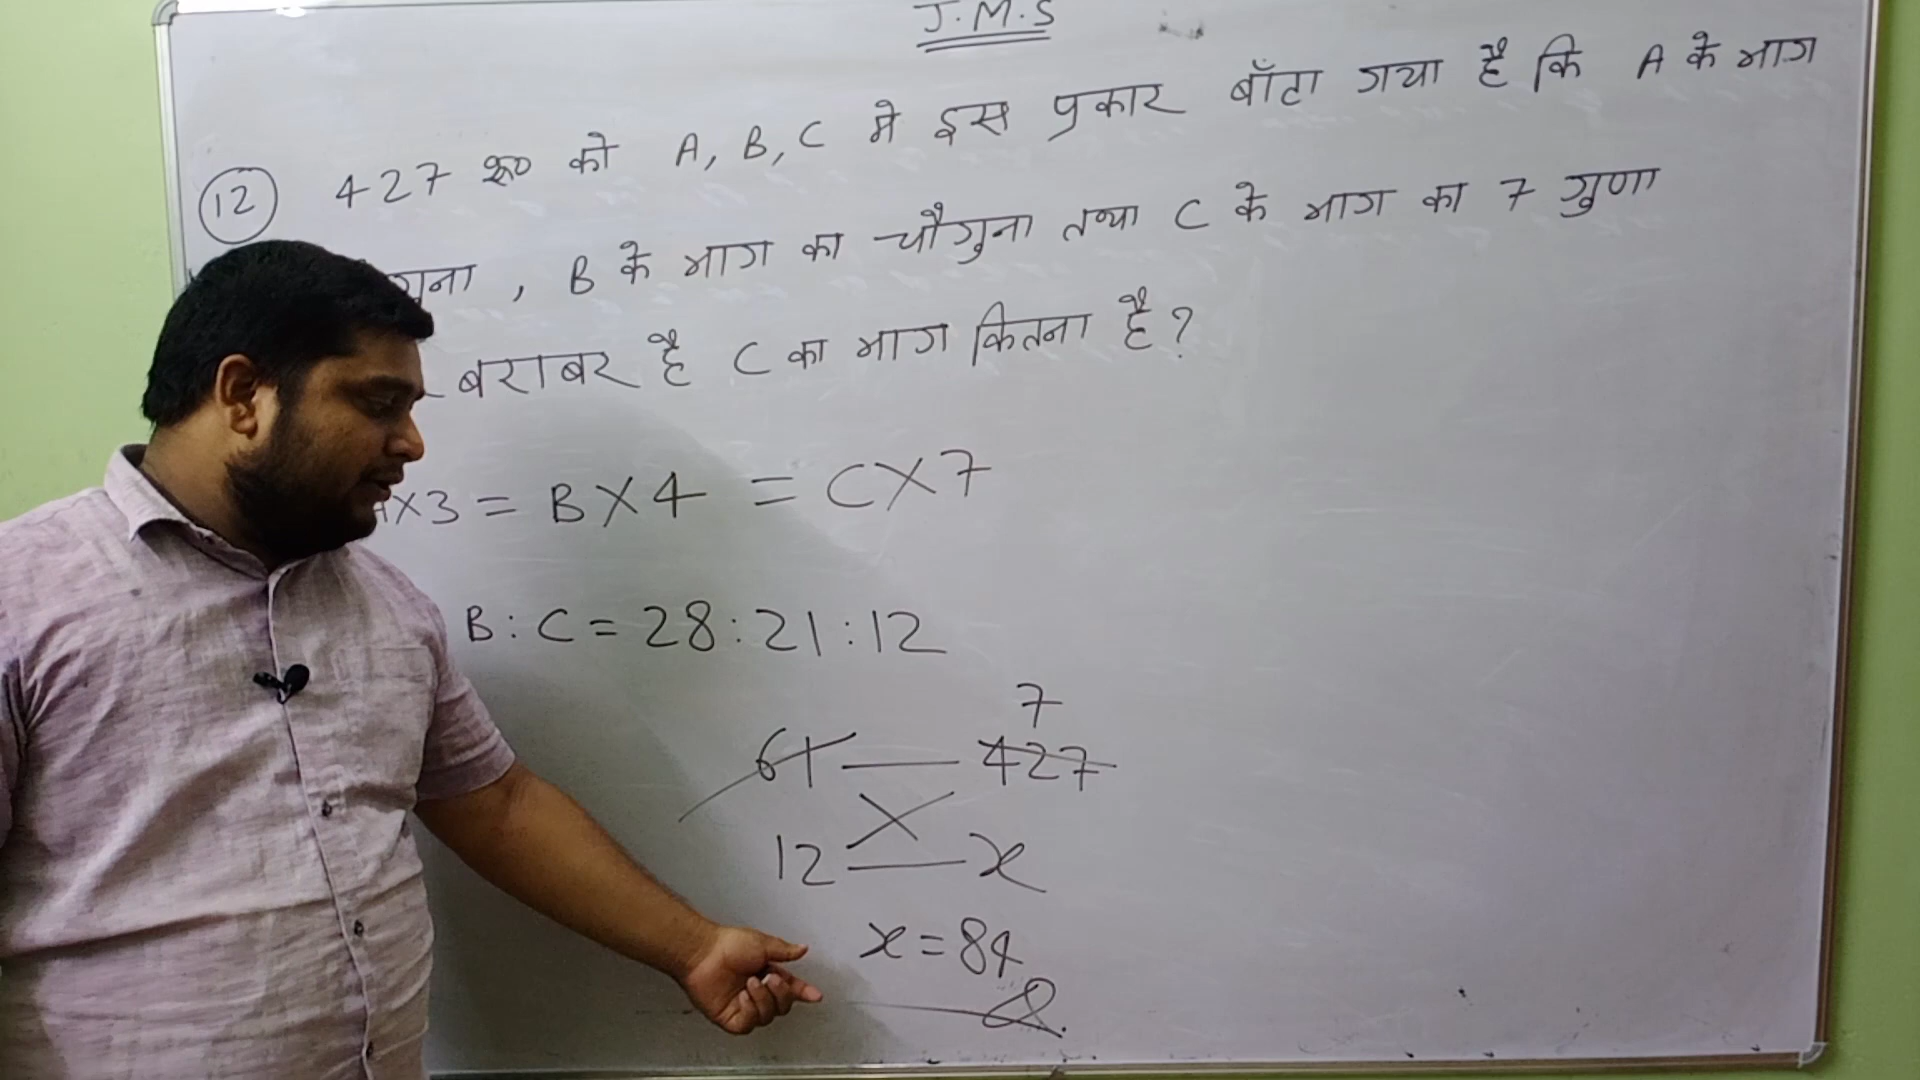 J.M.S
12 427 रू० को A, B, C मे इस प्रकार बाँटा गया है कि A के भाग
गुना , B के भाग का चौगुना तथा C के भाग का 7 गुणा
बराबर है C का भाग कितना है?
A×3 = B×4 = C×7
B : C = 28 : 21 : 12
7
61 — 427
12 — x
x = 84